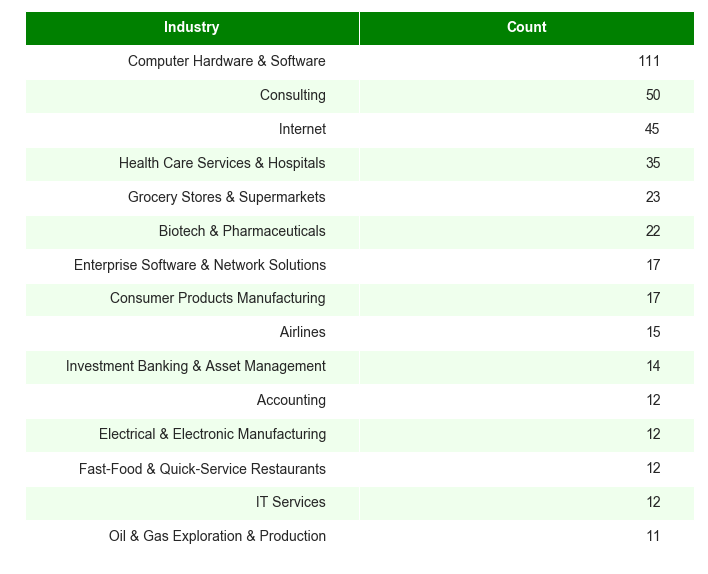 Industry Count
Computer Hardware & Software 111
Consulting 50
Internet 45
Health Care Services & Hospitals 35
Grocery Stores & Supermarkets 23
Biotech & Pharmaceuticals 22
Enterprise Software & Network Solutions 17
Consumer Products Manufacturing 17
Airlines 15
Investment Banking & Asset Management 14
Accounting 12
Electrical & Electronic Manufacturing 12
Fast-Food & Quick-Service Restaurants 12
IT Services 12
Oil & Gas Exploration & Production 11